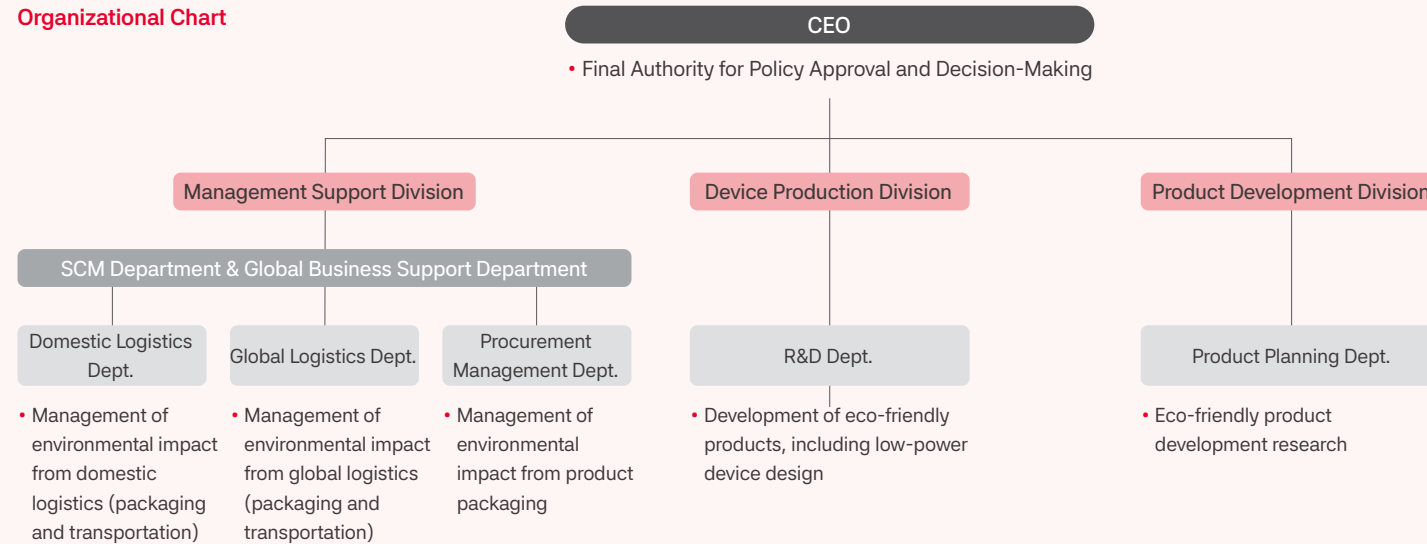 Organizational Chart
CEO
• Final Authority for Policy Approval and Decision-Making
Management Support Division
Device Production Division
Product Development Division
SCM Department & Global Business Support Department
Domestic Logistics
Dept.
Global Logistics Dept.
Procurement
Management Dept.
R&D Dept.
Product Planning Dept.
• Management of
environmental impact
from domestic
logistics (packaging
and transportation)
• Management of
environmental impact
from global logistics
(packaging and
transportation)
• Management of
environmental
impact from product
packaging
• Development of eco-friendly
products, including low-power
device design
• Eco-friendly product
development research